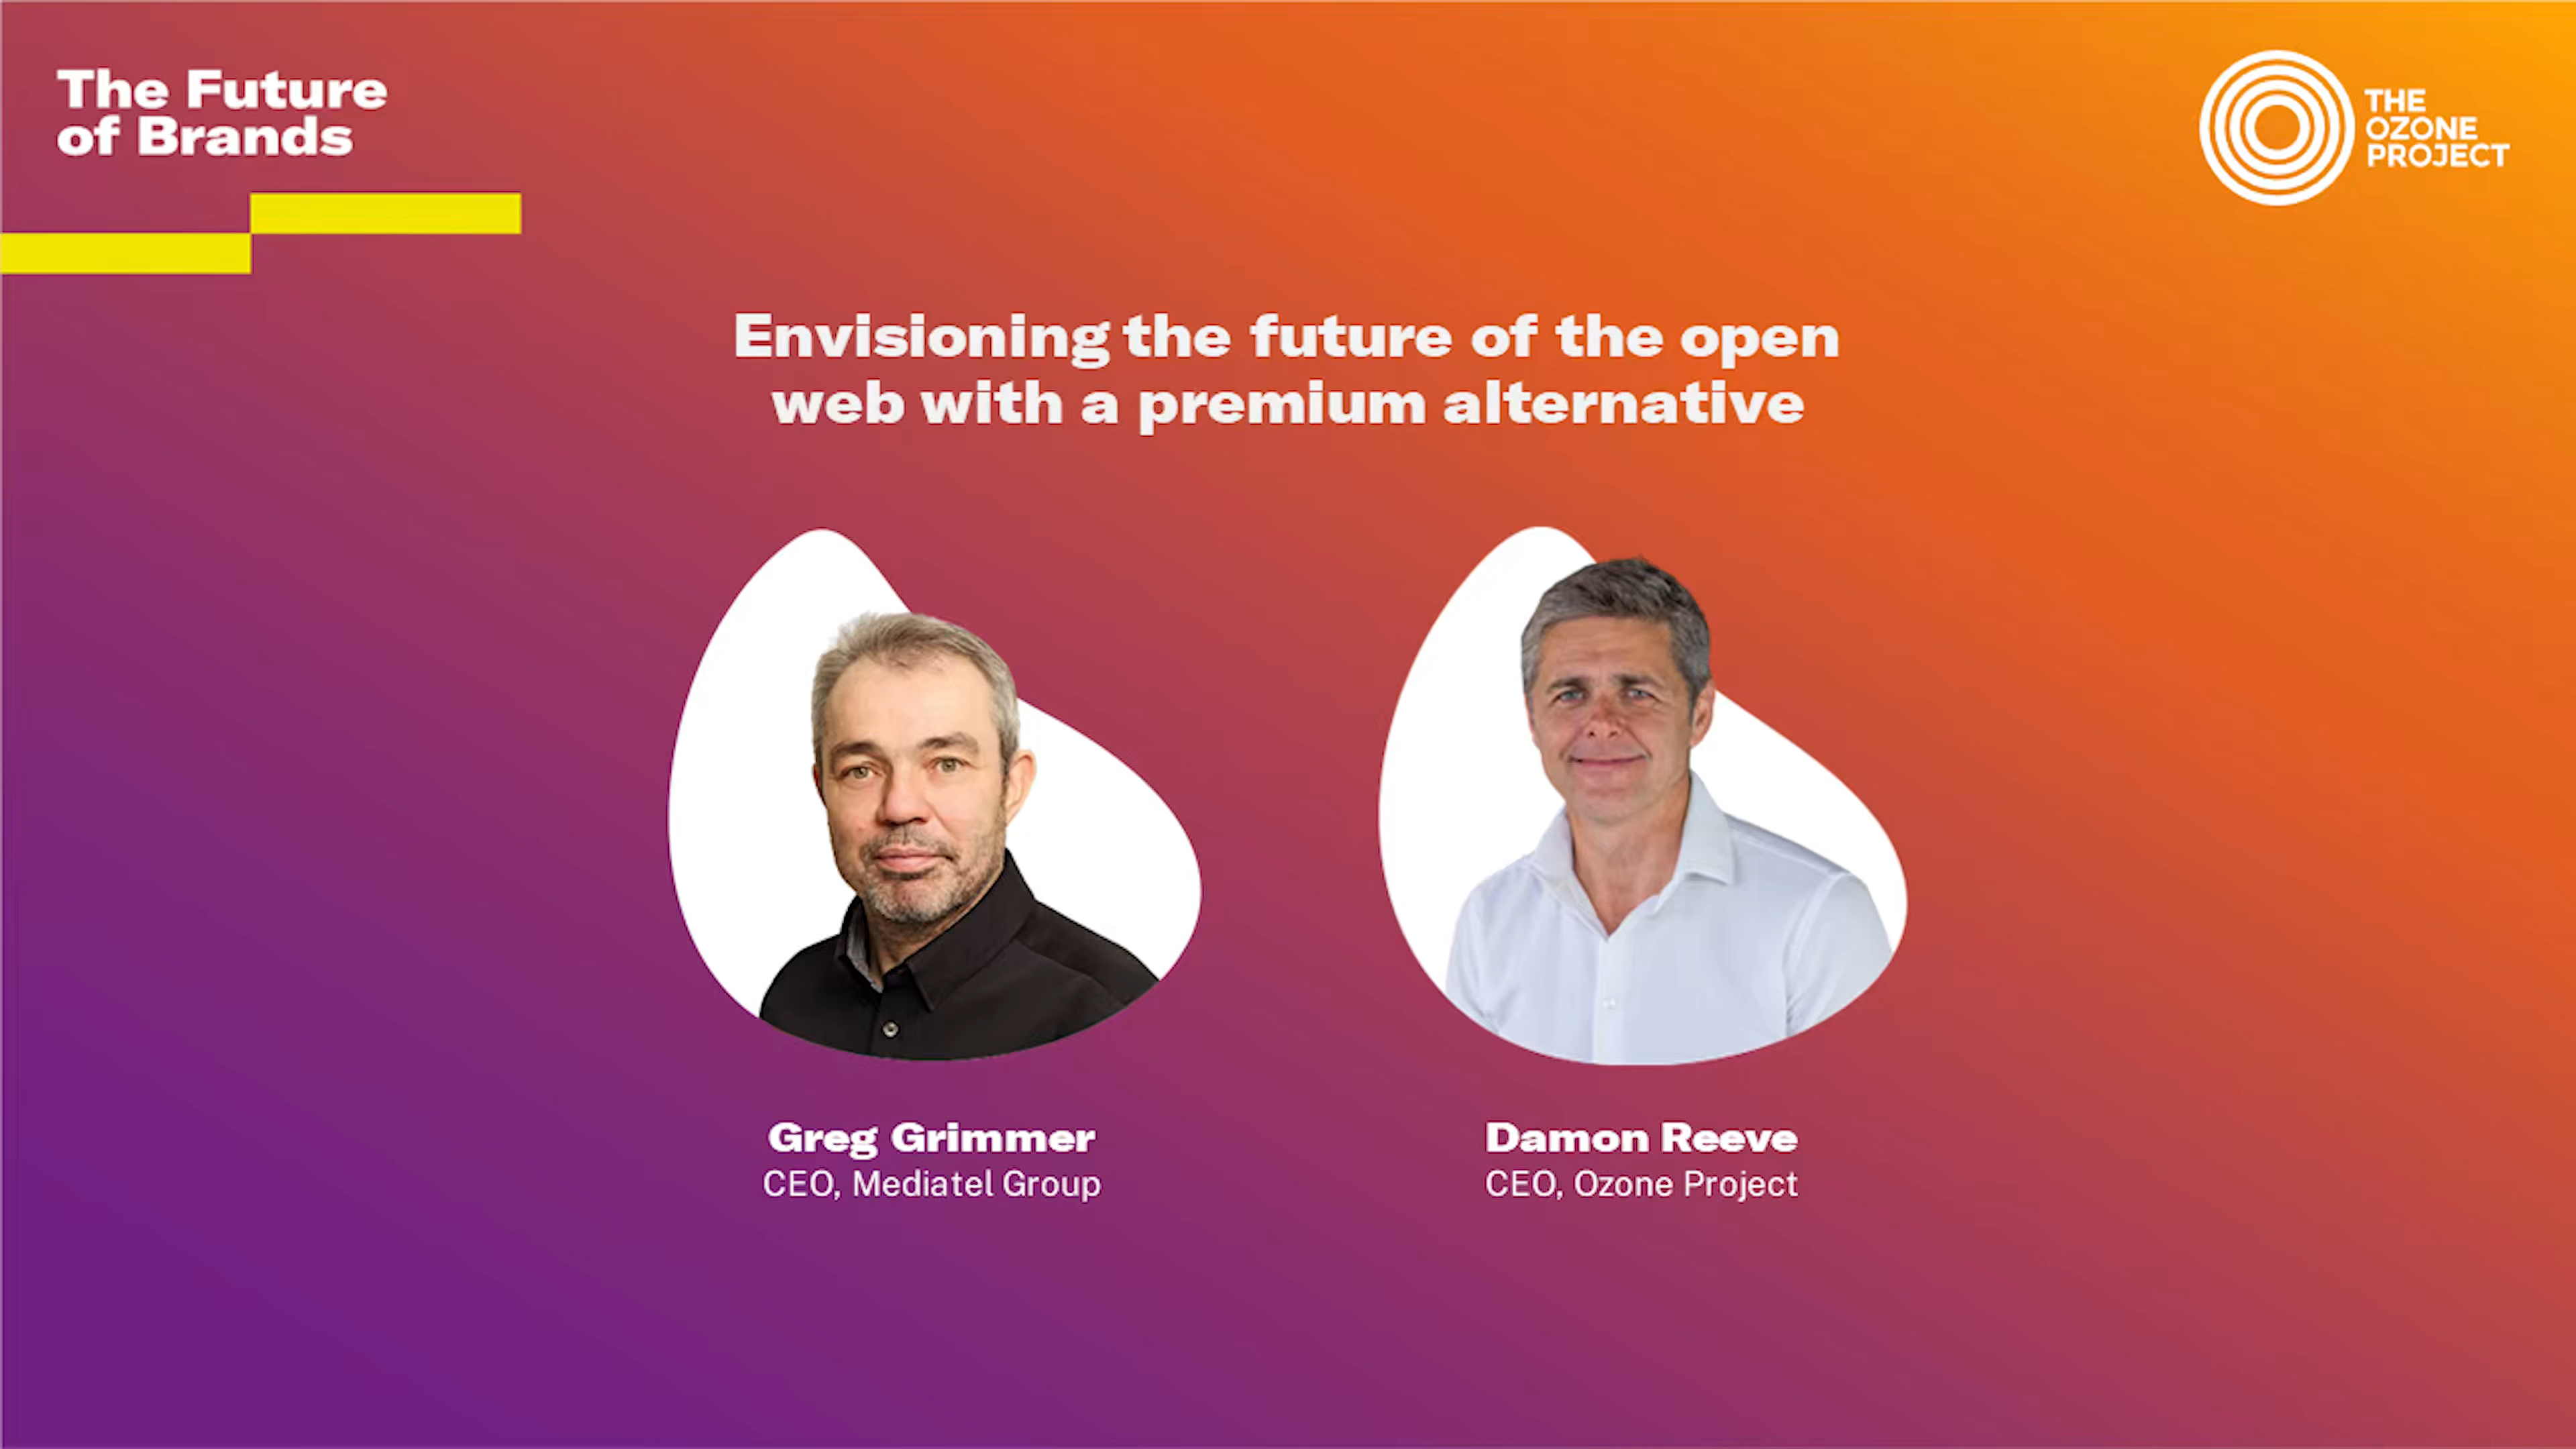 The Future
of Brands
THE
OZONE
PROJECT
Envisioning the future of the open
web with a premium alternative
Greg Grimmer
CEO, Mediatel Group
Damon Reeve
CEO, Ozone Project